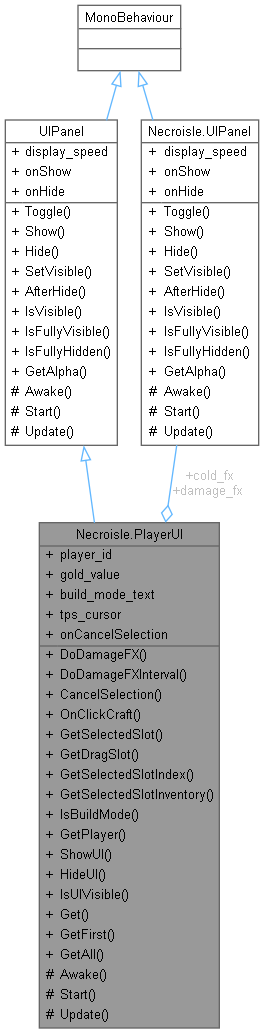 MonoBehaviour
UIPanel
+ display_speed
+ onShow
+ onHide
+ Toggle()
+ Show()
+ Hide()
+ SetVisible()
+ AfterHide()
+ IsVisible()
+ IsFullyVisible()
+ IsFullyHidden()
+ GetAlpha()
# Awake()
# Start()
# Update()
Necroisle.UIPanel
+ display_speed
+ onShow
+ onHide
+ Toggle()
+ Show()
+ Hide()
+ SetVisible()
+ AfterHide()
+ IsVisible()
+ IsFullyVisible()
+ IsFullyHidden()
+ GetAlpha()
# Awake()
# Start()
# Update()
+cold_fx
+damage_fx
Necroisle.PlayerUI
+ player_id
+ gold_value
+ build_mode_text
+ tps_cursor
+ onCancelSelection
+ DoDamageFX()
+ DoDamageFXInterval()
+ CancelSelection()
+ OnClickCraft()
+ GetSelectedSlot()
+ GetDragSlot()
+ GetSelectedSlotIndex()
+ GetSelectedSlotInventory()
+ IsBuildMode()
+ GetPlayer()
+ ShowUI()
+ HideUI()
+ IsUIVisible()
+ Get()
+ GetFirst()
+ GetAll()
# Awake()
# Start()
# Update()